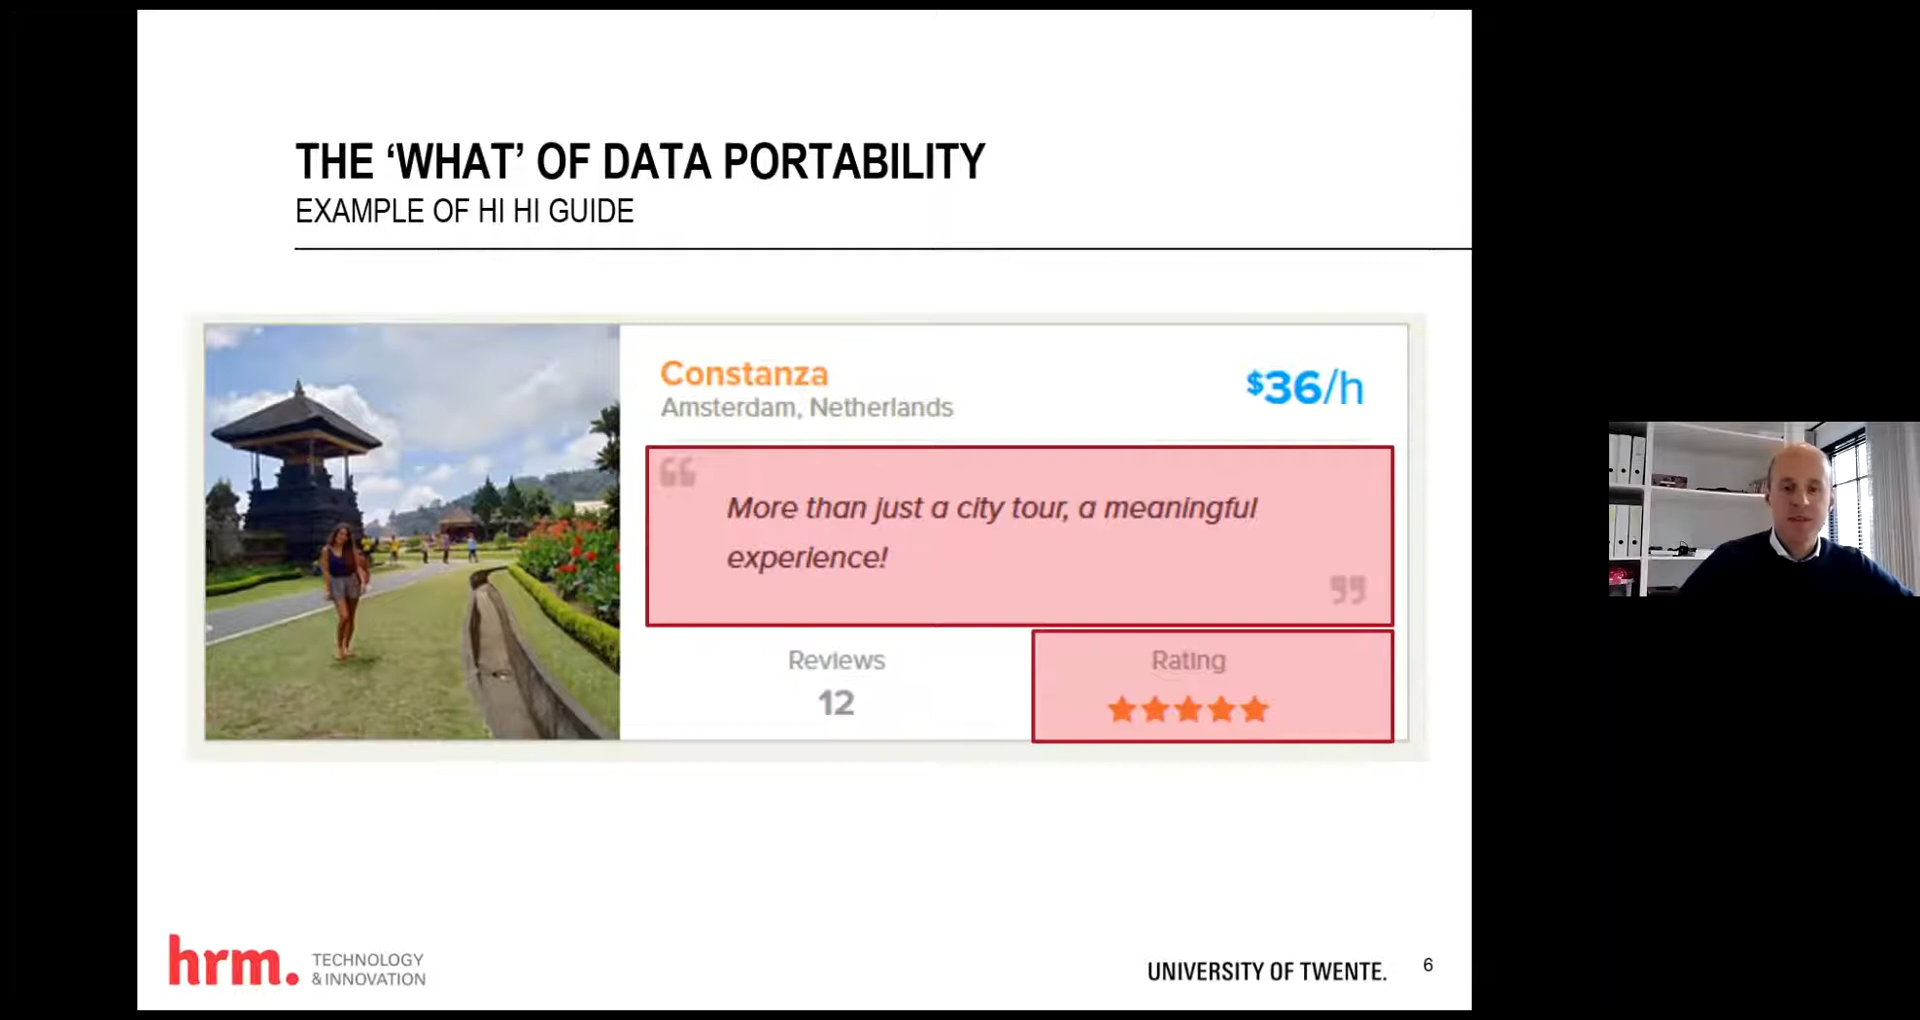 THE ‘WHAT’ OF DATA PORTABILITY
EXAMPLE OF HI HI GUIDE
Constanza
Amsterdam, Netherlands
$36/h
“
More than just a city tour, a meaningful
experience!
”
Reviews
12
Rating
hrm. TECHNOLOGY
& INNOVATION
UNIVERSITY OF TWENTE.
6